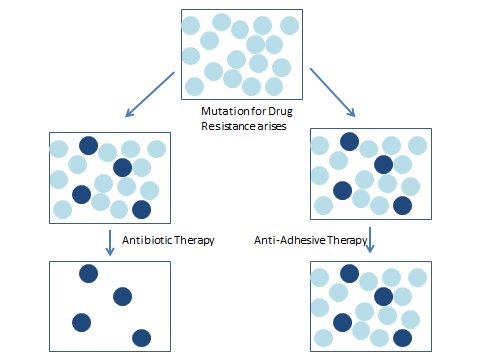 Mutation for Drug
Resistance arises
Antibiotic Therapy
Anti-Adhesive Therapy